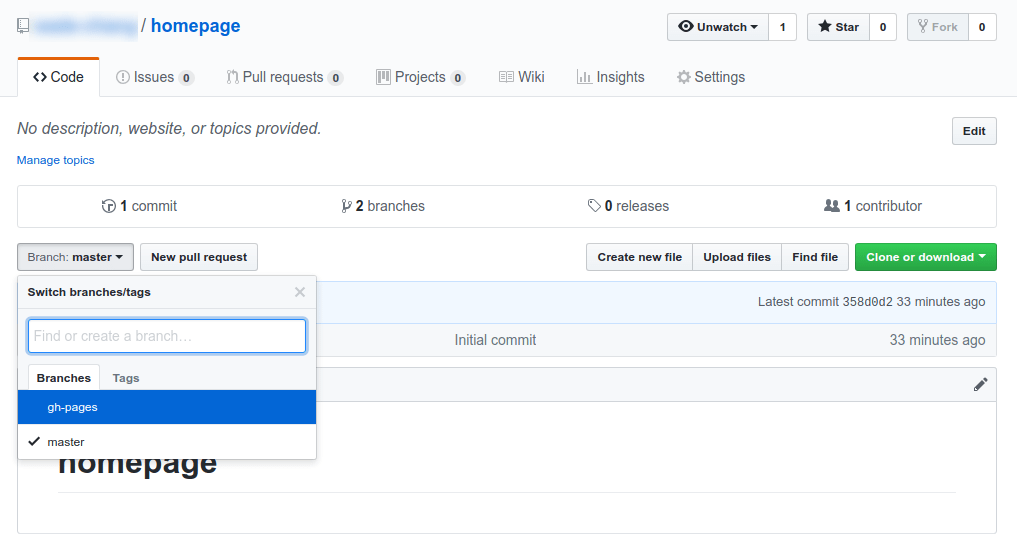 / homepage
Unwatch 1 Star 0 Fork 0
Code Issues 0 Pull requests 0 Projects 0 Wiki Insights Settings
No description, website, or topics provided.
Edit
Manage topics
1 commit 2 branches 0 releases 1 contributor
Branch: master New pull request Create new file Upload files Find file Clone or download
Switch branches/tags
Latest commit 358d0d2 33 minutes ago
Find or create a branch...
Initial commit 33 minutes ago
Branches Tags
gh-pages
master
homepage